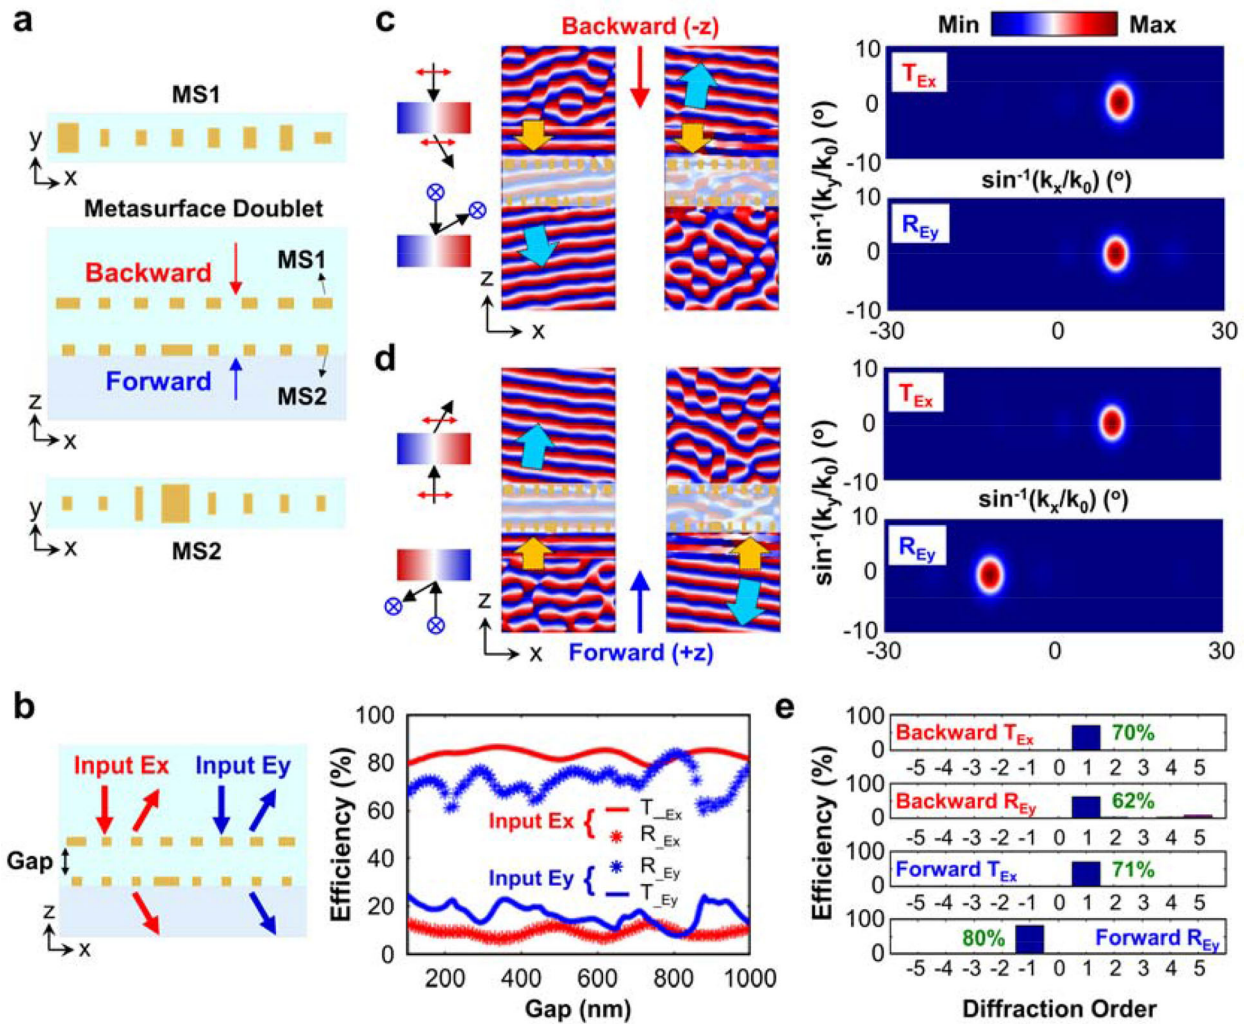 a
MS1
y
x
Metasurface Doublet
Backward
MS1
Forward
MS2
z
x
y
x
MS2
c
Backward (-z)
z
x
Min
Max
10
0
-10
T_Ex
sin⁻¹(kₓ/k₀) (°)
10
0
-10
R_Ey
-30
0
30
sin⁻¹(k_y/k₀) (°)
d
z
x
Forward (+z)
10
0
-10
T_Ex
sin⁻¹(kₓ/k₀) (°)
10
0
-10
R_Ey
-30
0
30
sin⁻¹(k_y/k₀) (°)
b
Input Ex
Input Ey
Gap
z
x
100
80
60
40
20
0
Efficiency (%)
Input Ex { T_Ex
R_Ex
Input Ey { R_Ey
T_Ey
200 400 600 800 1000
Gap (nm)
e
100
0
Backward T_Ex
70%
-5 -4 -3 -2 -1 0 1 2 3 4 5
100
0
Backward R_Ey
62%
-5 -4 -3 -2 -1 0 1 2 3 4 5
100
0
Forward T_Ex
71%
-5 -4 -3 -2 -1 0 1 2 3 4 5
100
0
80%
Forward R_Ey
-5 -4 -3 -2 -1 0 1 2 3 4 5
Efficiency (%)
Diffraction Order